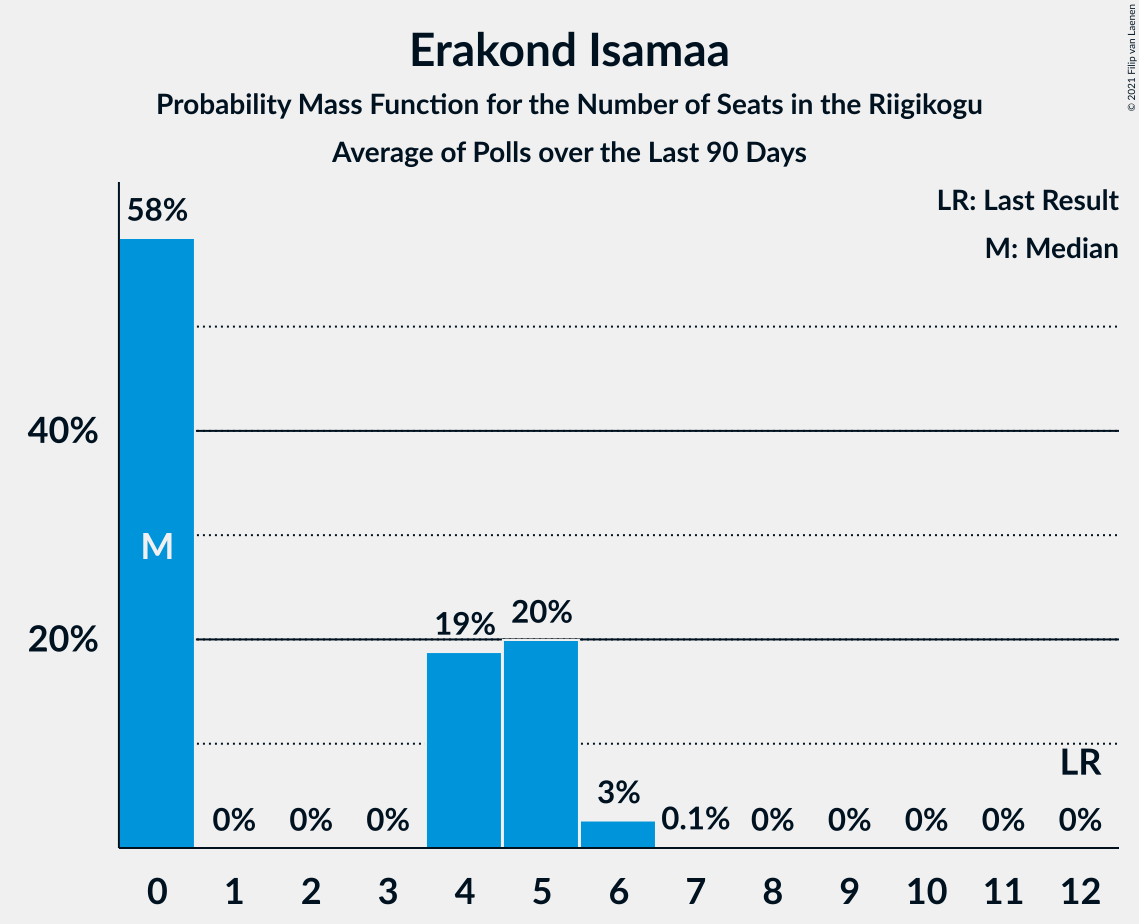 Erakond Isamaa
Probability Mass Function for the Number of Seats in the Riigikogu
Average of Polls over the Last 90 Days
© 2021 Filip van Laenen
LR: Last Result
M: Median
58%
40%
M
20%
19%
20%
LR
0%
0%
0%
3%
0.1%
0%
0%
0%
0%
0%
0 1 2 3 4 5 6 7 8 9 10 11 12